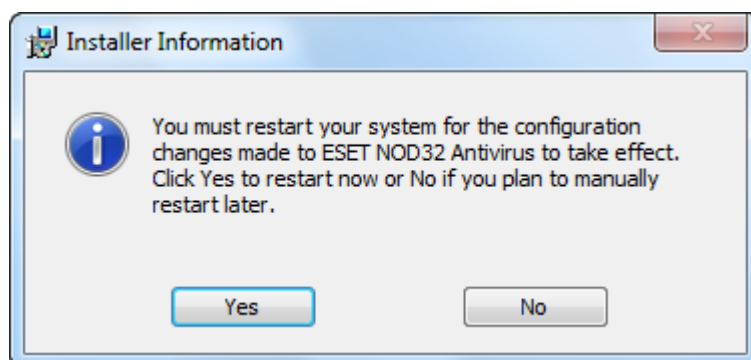 Installer Information
You must restart your system for the configuration
changes made to ESET NOD32 Antivirus to take effect.
Click Yes to restart now or No if you plan to manually
restart later.
Yes No